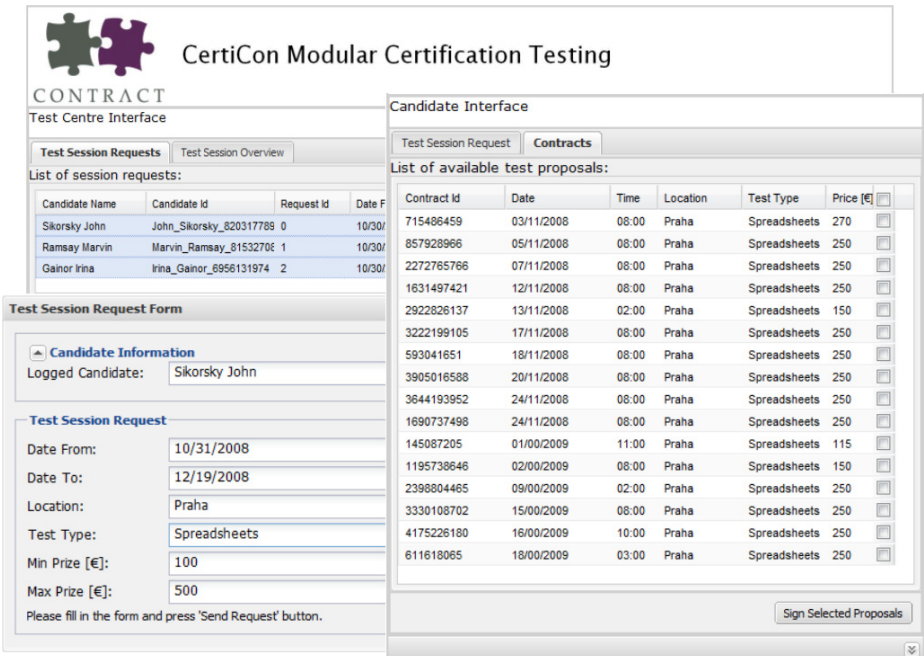 CertiCon Modular Certification Testing
CONTRACT
Test Centre Interface
Test Session Requests Test Session Overview
List of session requests:
Candidate Name Candidate Id Request Id Date F
Sikorsky John John_Sikorsky_820317789 0 10/30/
Ramsay Marvin Marvin_Ramsay_81532708 1 10/30/
Gainor Irina Irina_Gainor_6956131974 2 10/30/
Test Session Request Form
Candidate Information
Logged Candidate: Sikorsky John
Test Session Request
Date From: 10/31/2008
Date To: 12/19/2008
Location: Praha
Test Type: Spreadsheets
Min Prize [€]: 100
Max Prize [€]: 500
Please fill in the form and press 'Send Request' button.
Candidate Interface
Test Session Request Contracts
List of available test proposals:
Contract Id Date Time Location Test Type Price [€]
715486459 03/11/2008 08:00 Praha Spreadsheets 270
857928966 05/11/2008 08:00 Praha Spreadsheets 250
2272765766 07/11/2008 08:00 Praha Spreadsheets 250
1631497421 12/11/2008 08:00 Praha Spreadsheets 250
2922826137 13/11/2008 02:00 Praha Spreadsheets 150
3222199105 17/11/2008 08:00 Praha Spreadsheets 250
593041651 18/11/2008 08:00 Praha Spreadsheets 250
3905016588 20/11/2008 08:00 Praha Spreadsheets 250
3644193952 24/11/2008 08:00 Praha Spreadsheets 250
1690737498 24/11/2008 08:00 Praha Spreadsheets 250
145087205 01/00/2009 11:00 Praha Spreadsheets 115
1195738646 02/00/2009 08:00 Praha Spreadsheets 150
2398804465 09/00/2009 02:00 Praha Spreadsheets 250
3330108702 15/00/2009 08:00 Praha Spreadsheets 250
4175226180 16/00/2009 10:00 Praha Spreadsheets 250
611618065 18/00/2009 03:00 Praha Spreadsheets 250
Sign Selected Proposals